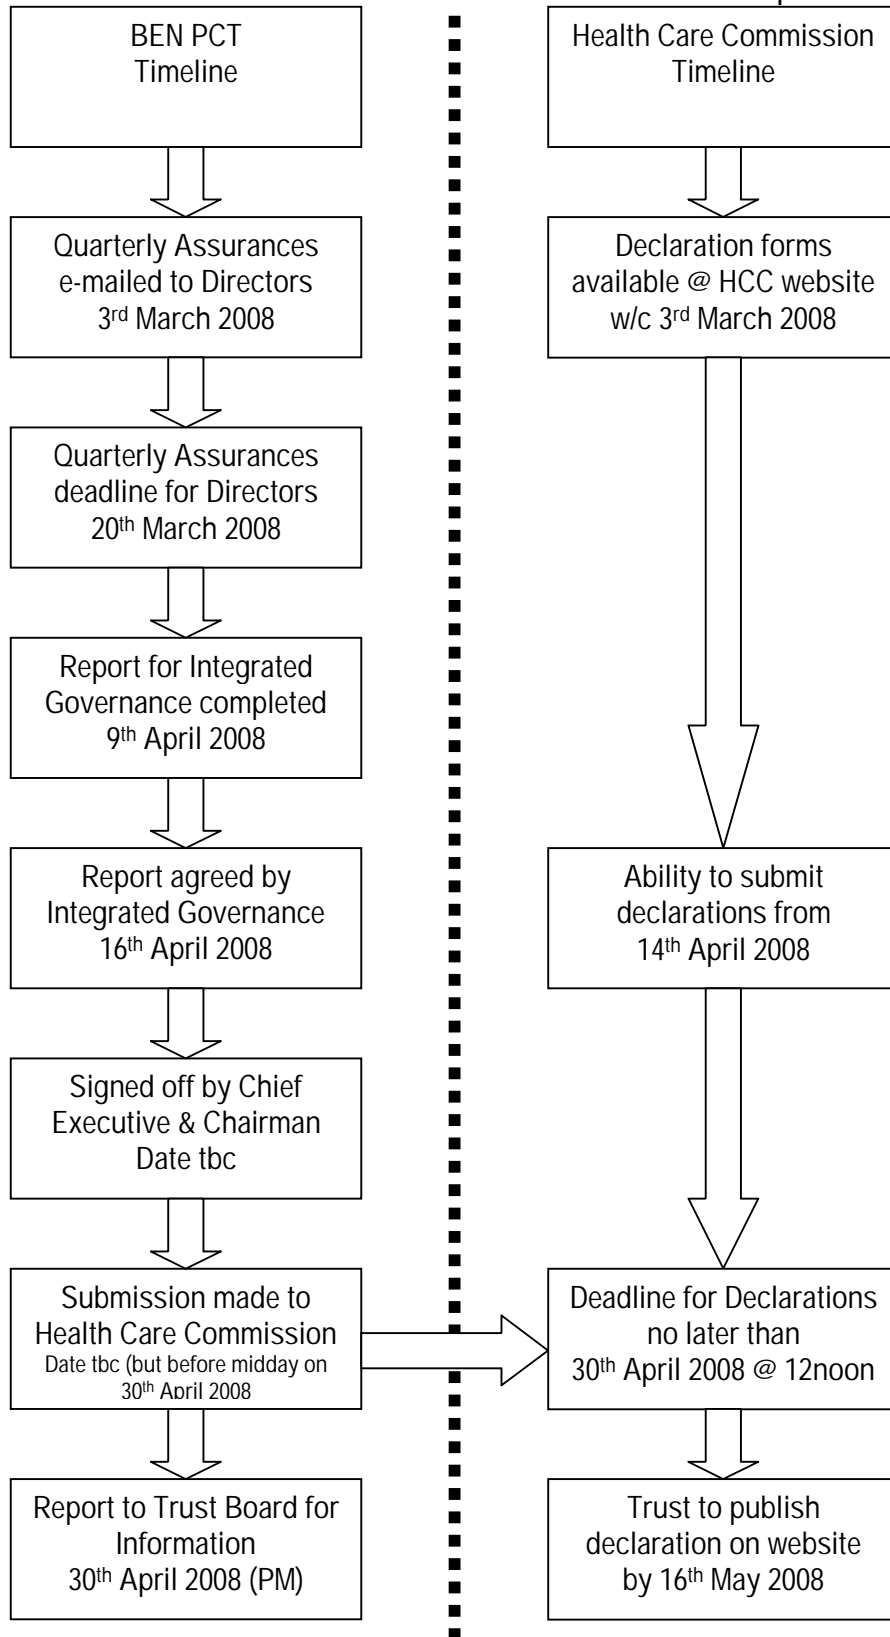 BEN PCT
Timeline
Quarterly Assurances
e-mailed to Directors
3rd March 2008
Quarterly Assurances
deadline for Directors
20th March 2008
Report for Integrated
Governance completed
9th April 2008
Report agreed by
Integrated Governance
16th April 2008
Signed off by Chief
Executive & Chairman
Date tbc
Submission made to
Health Care Commission
Date tbc (but before midday on
30th April 2008
Report to Trust Board for
Information
30th April 2008 (PM)
Health Care Commission
Timeline
Declaration forms
available @ HCC website
w/c 3rd March 2008
Ability to submit
declarations from
14th April 2008
Deadline for Declarations
no later than
30th April 2008 @ 12noon
Trust to publish
declaration on website
by 16th May 2008